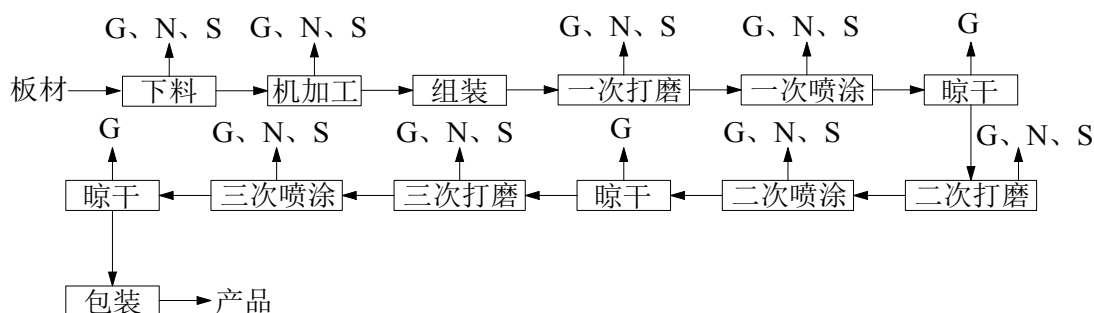 G、N、S G、N、S G、N、S G、N、S G
板材 下料 机加工 组装 一次打磨 一次喷涂 晾干
G G、N、S G、N、S G G、N、S G、N、S
晾干 三次喷涂 三次打磨 晾干 二次喷涂 二次打磨
包装 产品